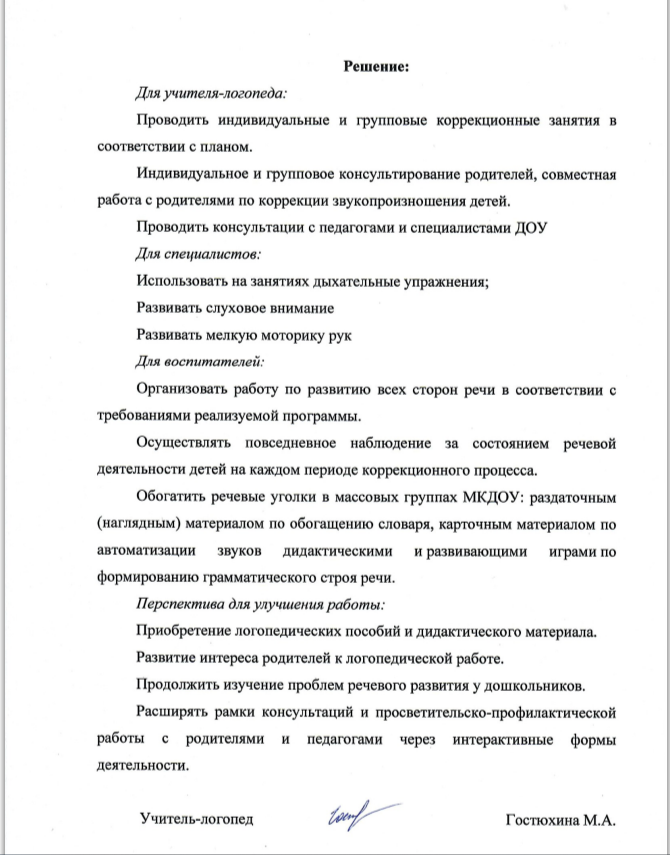 Решение:
Для учителя-логопеда:
Проводить индивидуальные и групповые коррекционные занятия в
соответствии с планом.
Индивидуальное и групповое консультирование родителей, совместная
работа с родителями по коррекции звукопроизношения детей.
Проводить консультации с педагогами и специалистами ДОУ
Для специалистов:
Использовать на занятиях дыхательные упражнения;
Развивать слуховое внимание
Развивать мелкую моторику рук
Для воспитателей:
Организовать работу по развитию всех сторон речи в соответствии с
требованиями реализуемой программы.
Осуществлять повседневное наблюдение за состоянием речевой
деятельности детей на каждом периоде коррекционного процесса.
Обогатить речевые уголки в массовых группах МКДОУ: раздаточным
(наглядным) материалом по обогащению словаря, карточным материалом по
автоматизации звуков дидактическими и развивающими играми по
формированию грамматического строя речи.
Перспектива для улучшения работы:
Приобретение логопедических пособий и дидактического материала.
Развитие интереса родителей к логопедической работе.
Продолжить изучение проблем речевого развития у дошкольников.
Расширять рамки консультаций и просветительско-профилактической
работы с родителями и педагогами через интерактивные формы
деятельности.
Учитель-логопед Гостюхина М.А.